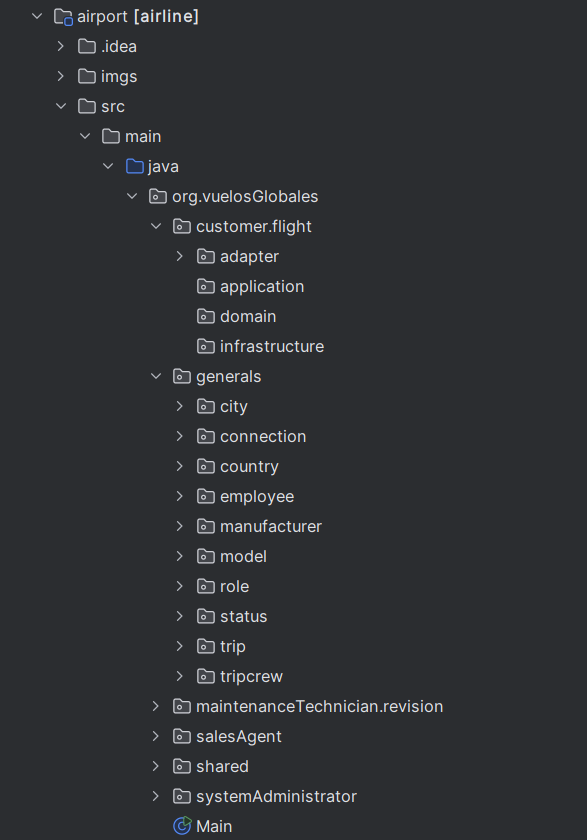 airport [airline]
.idea
imgs
src
main
java
org.vuelosGlobales
customer.flight
adapter
application
domain
infrastructure
generals
city
connection
country
employee
manufacturer
model
role
status
trip
tripcrew
maintenanceTechnician.revision
salesAgent
shared
systemAdministrator
Main